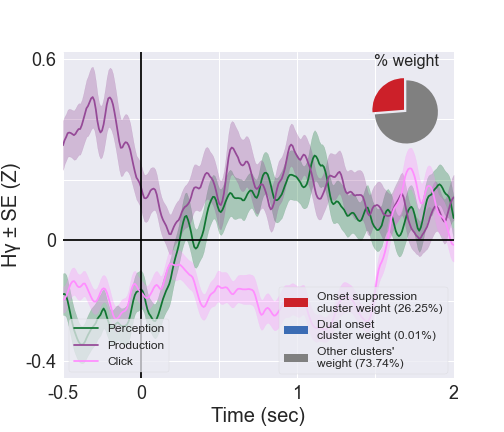 % weight
0.6
0
-0.4
Hγ ± SE (Z)
Perception
Production
Click
Onset suppression
cluster weight (26.25%)
Dual onset
cluster weight (0.01%)
Other clusters'
weight (73.74%)
-0.5
0
1
2
Time (sec)